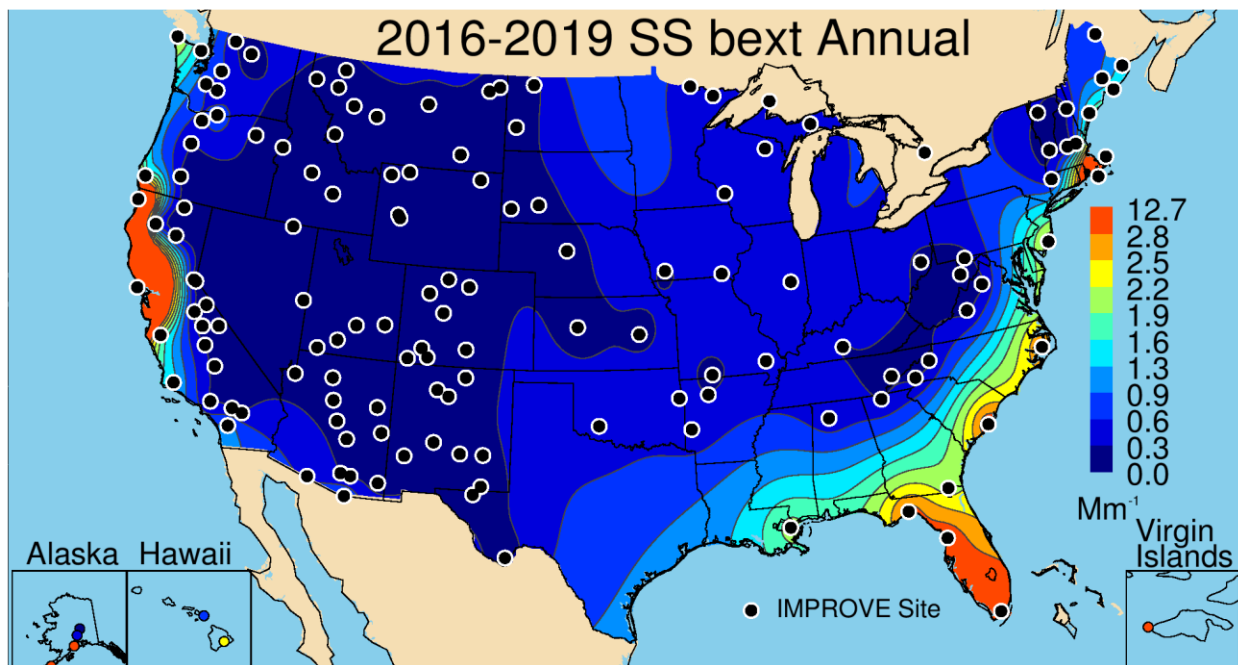 2016-2019 SS bext Annual
12.7
2.8
2.5
2.2
1.9
1.6
1.3
0.9
0.6
0.3
0.0
Mm⁻¹
Alaska
Hawaii
IMPROVE Site
Virgin
Islands